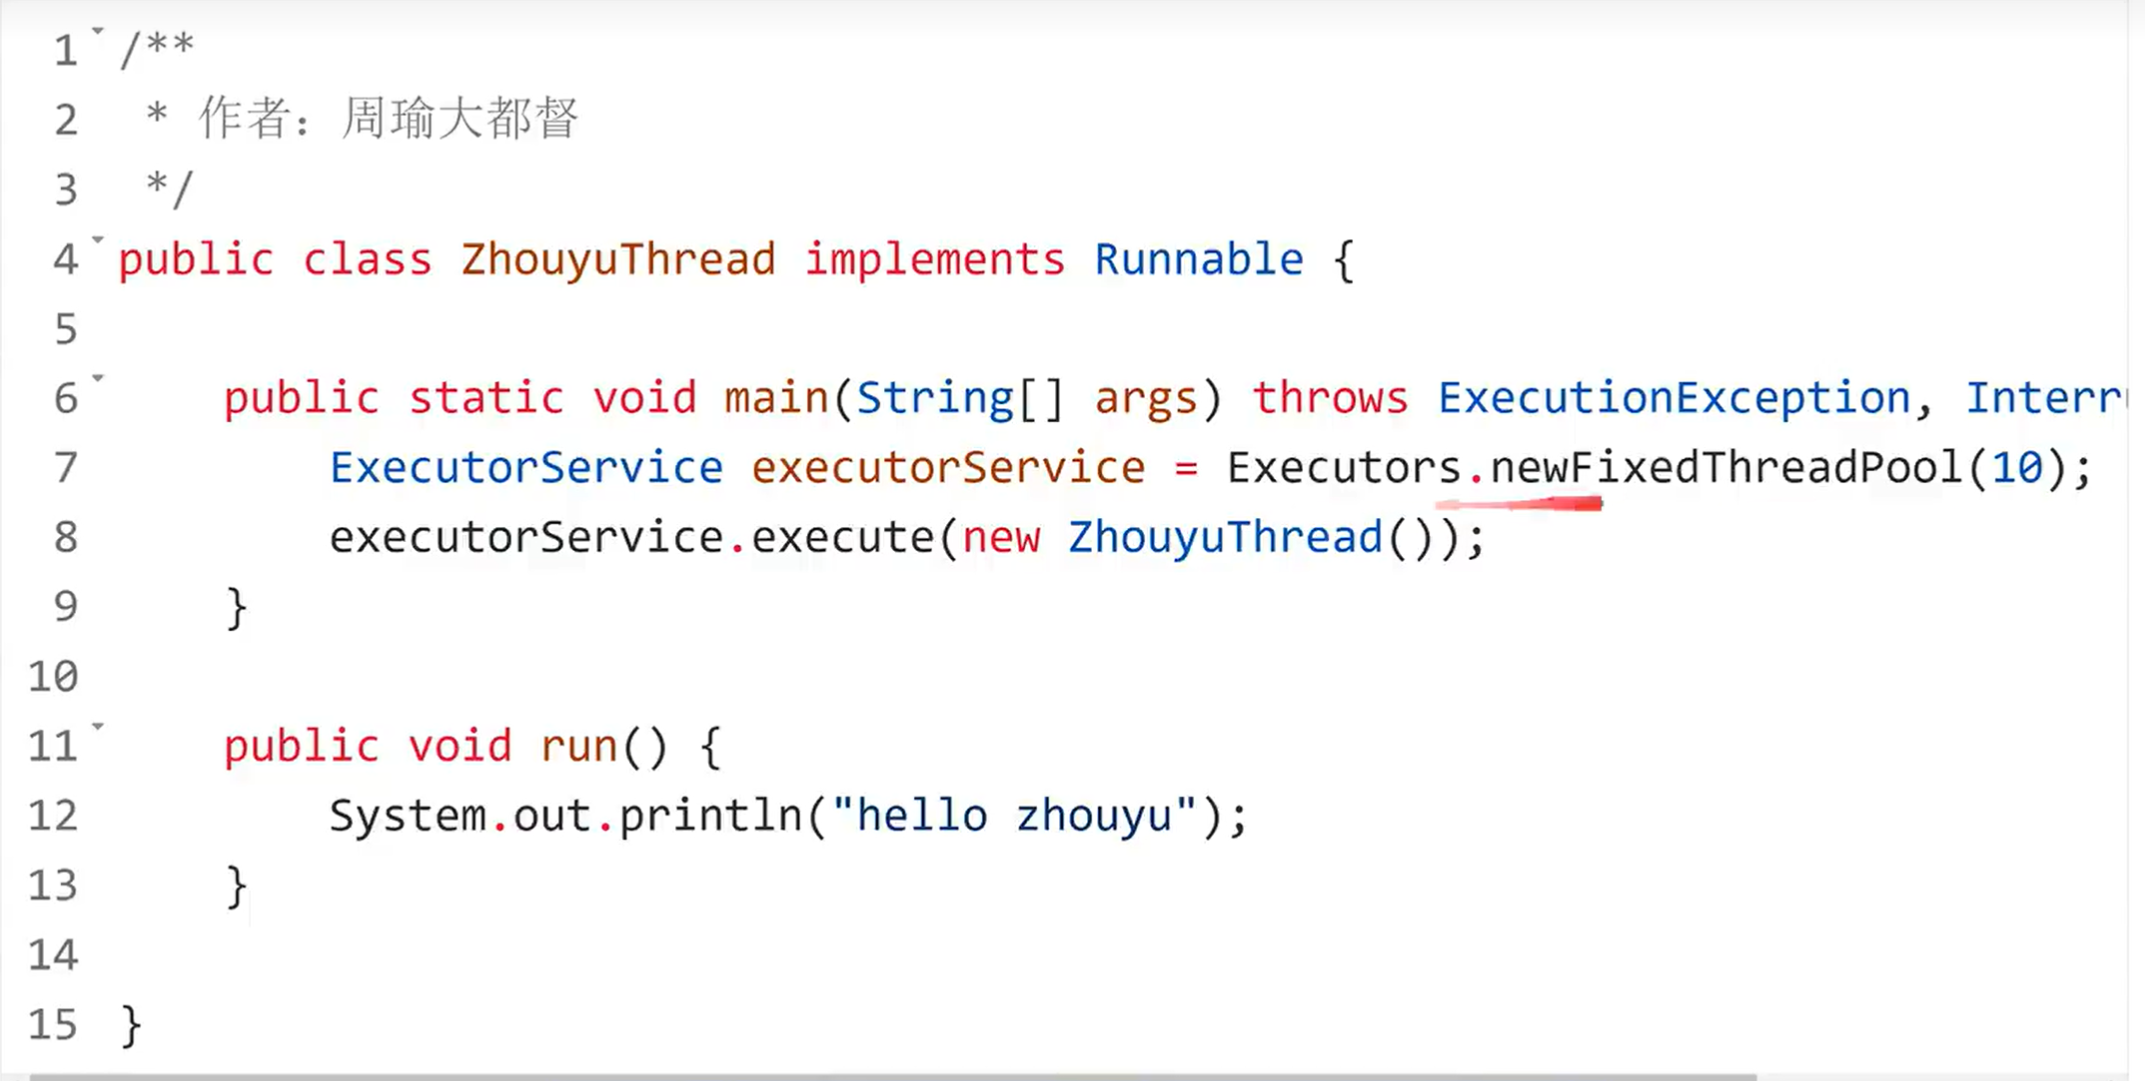 1 /**
2  * 作者：周瑜大都督
3  */
4 public class ZhouyuThread implements Runnable {
5
6     public static void main(String[] args) throws ExecutionException, Interr
7         ExecutorService executorService = Executors.newFixedThreadPool(10);
8         executorService.execute(new ZhouyuThread());
9     }
10
11     public void run() {
12         System.out.println("hello zhouyu");
13     }
14
15 }